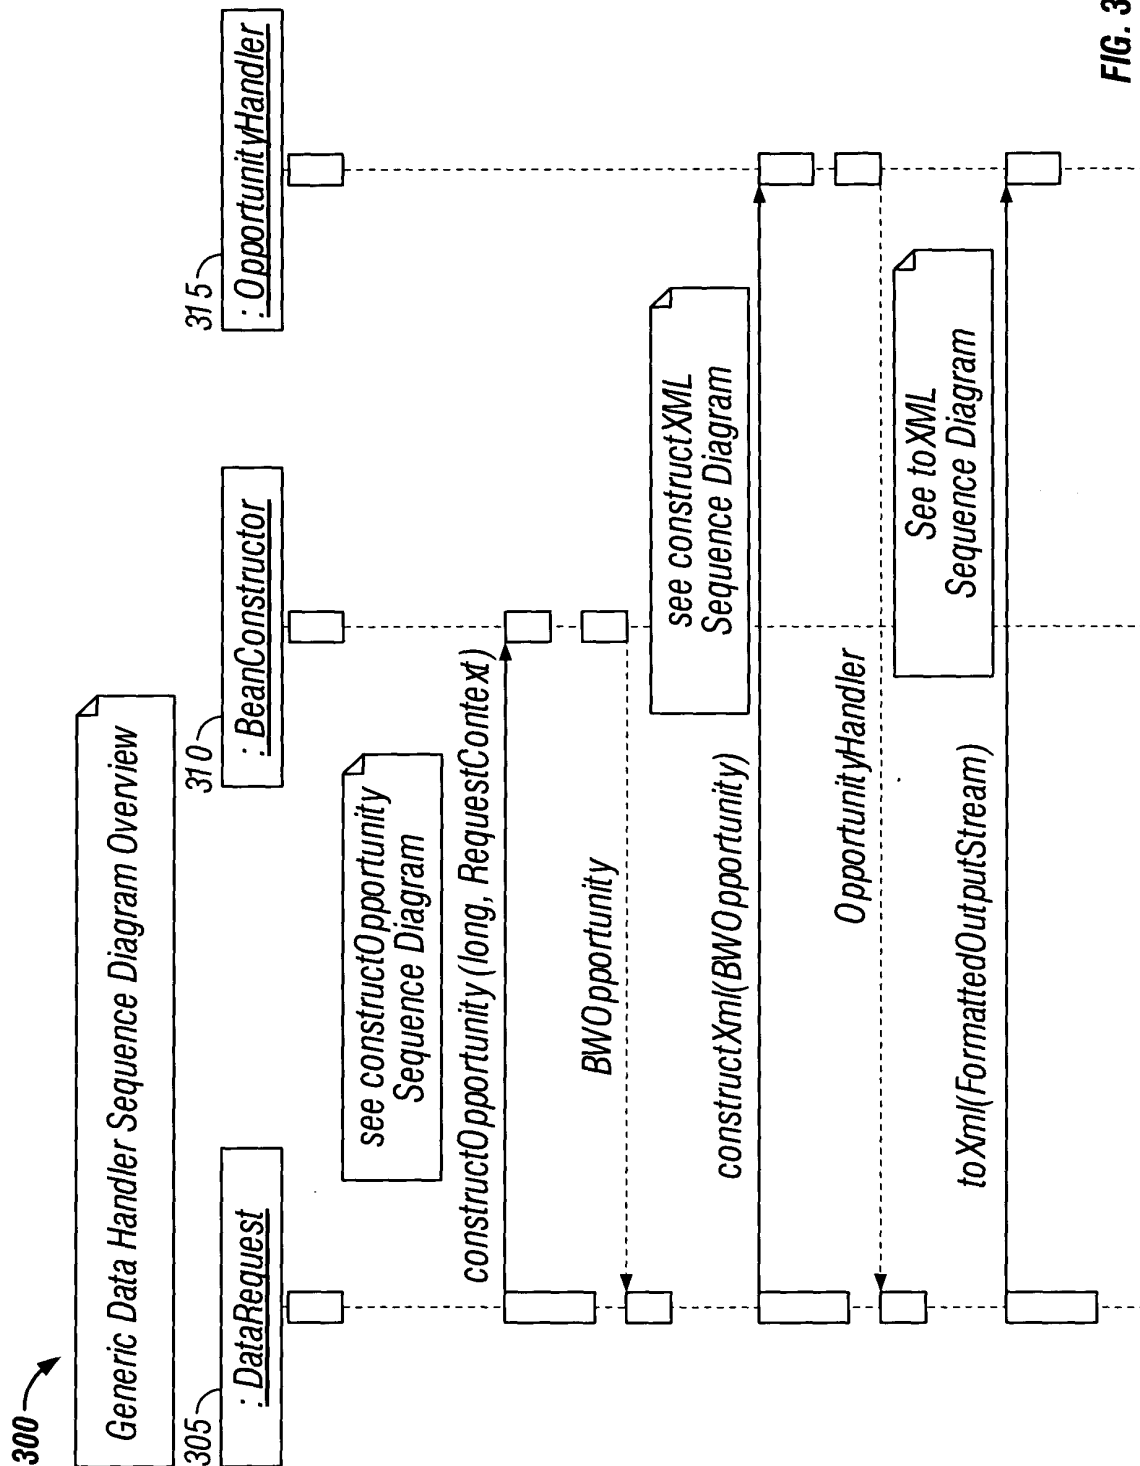 300
Generic Data Handler Sequence Diagram Overview
305
: DataRequest
310
: BeanConstructor
315
: OpportunityHandler
see constructOpportunity
Sequence Diagram
constructOpportunity (long, RequestContext)
BWOpportunity
see constructXML
Sequence Diagram
constructXml(BWOpportunity)
OpportunityHandler
See toXML
Sequence Diagram
toXml(FormattedOutputStream)
FIG. 3